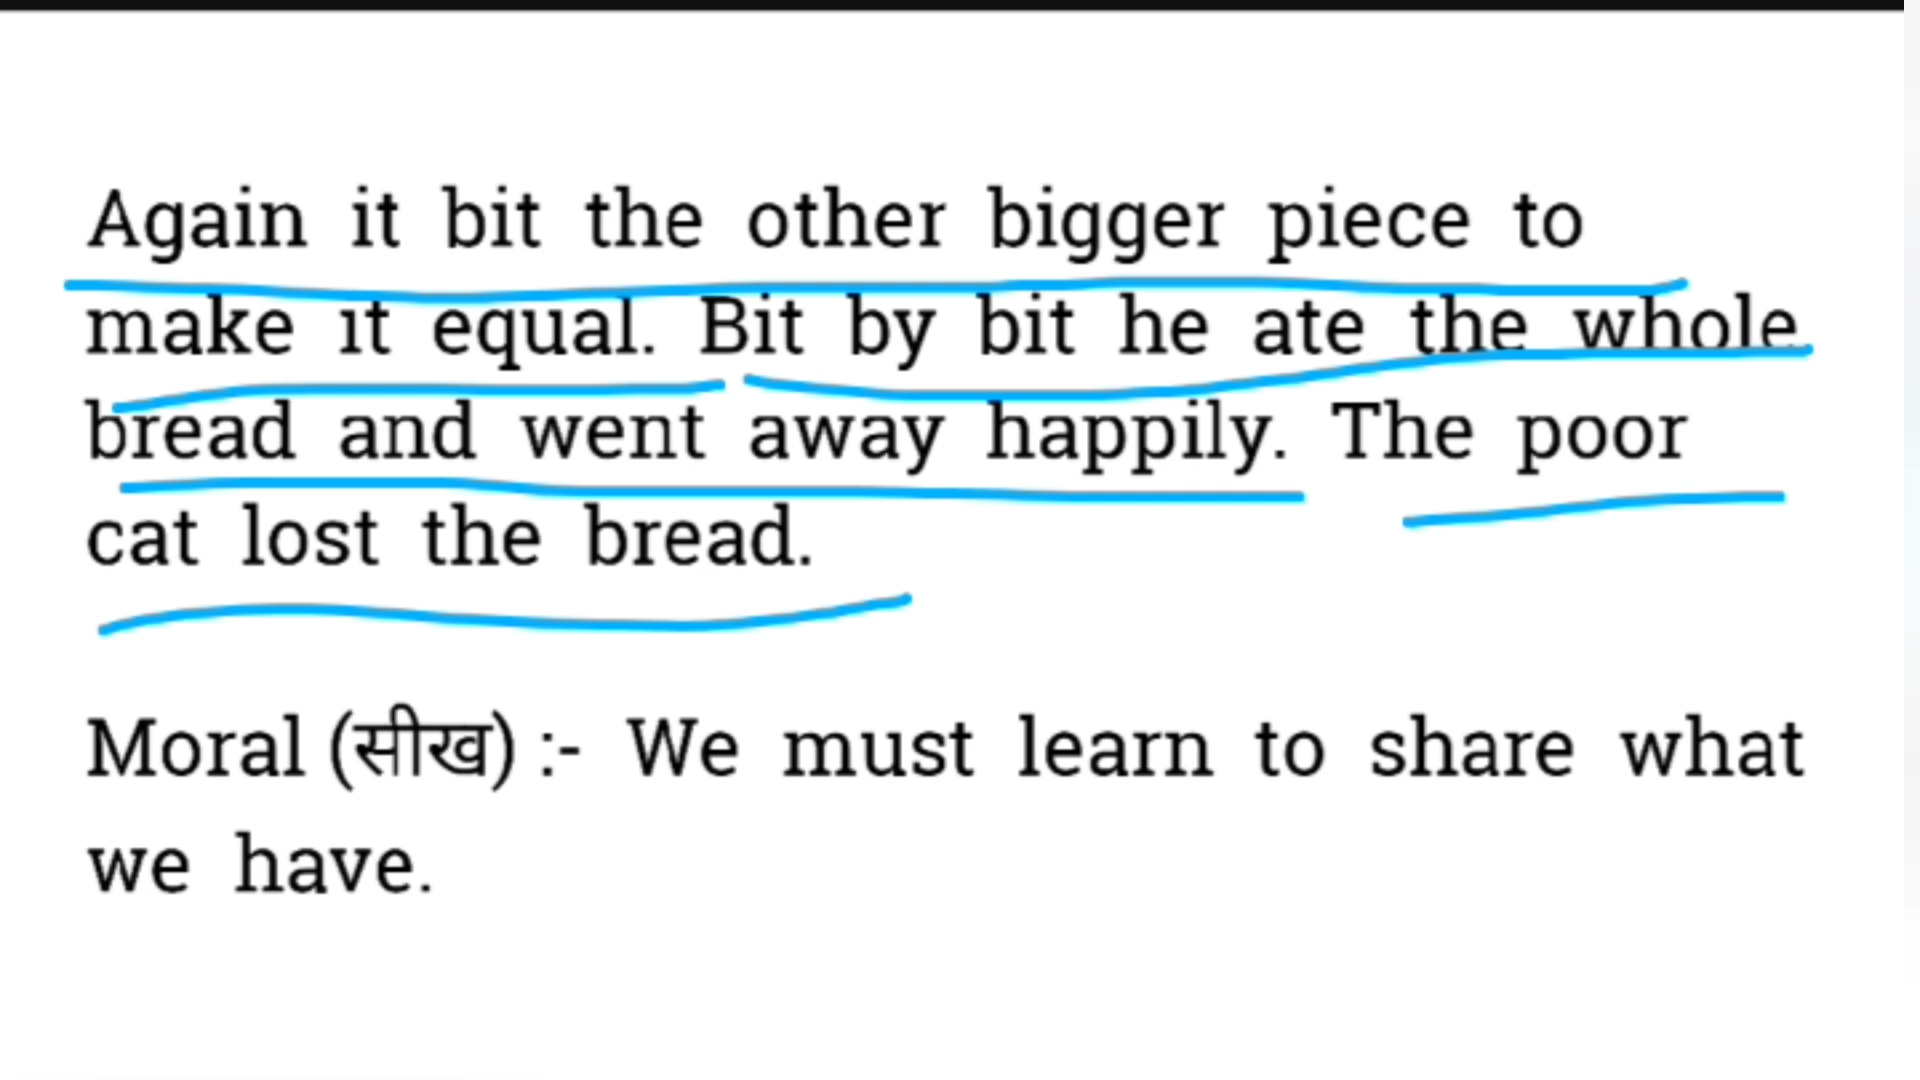 Again it bit the other bigger piece to
make it equal. Bit by bit he ate the whole
bread and went away happily. The poor
cat lost the bread.
Moral (सीख) :- We must learn to share what
we have.